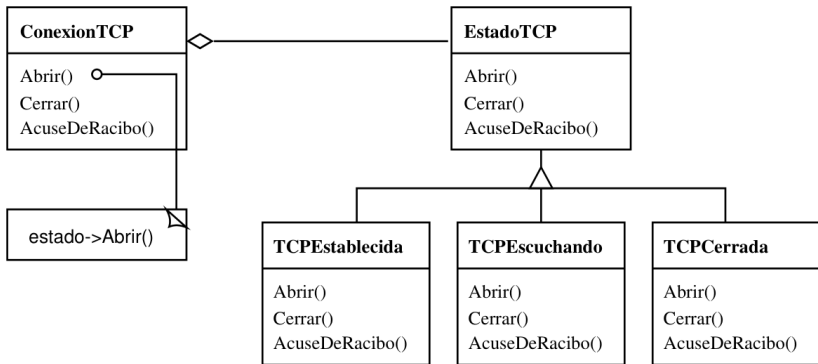 ConexionTCP
Abrir()
Cerrar()
AcuseDeRacibo()
EstadoTCP
Abrir()
Cerrar()
AcuseDeRacibo()
estado->Abrir()
TCPEstablecida
Abrir()
Cerrar()
AcuseDeRacibo()
TCPEscuchando
Abrir()
Cerrar()
AcuseDeRacibo()
TCPCerrada
Abrir()
Cerrar()
AcuseDeRacibo()